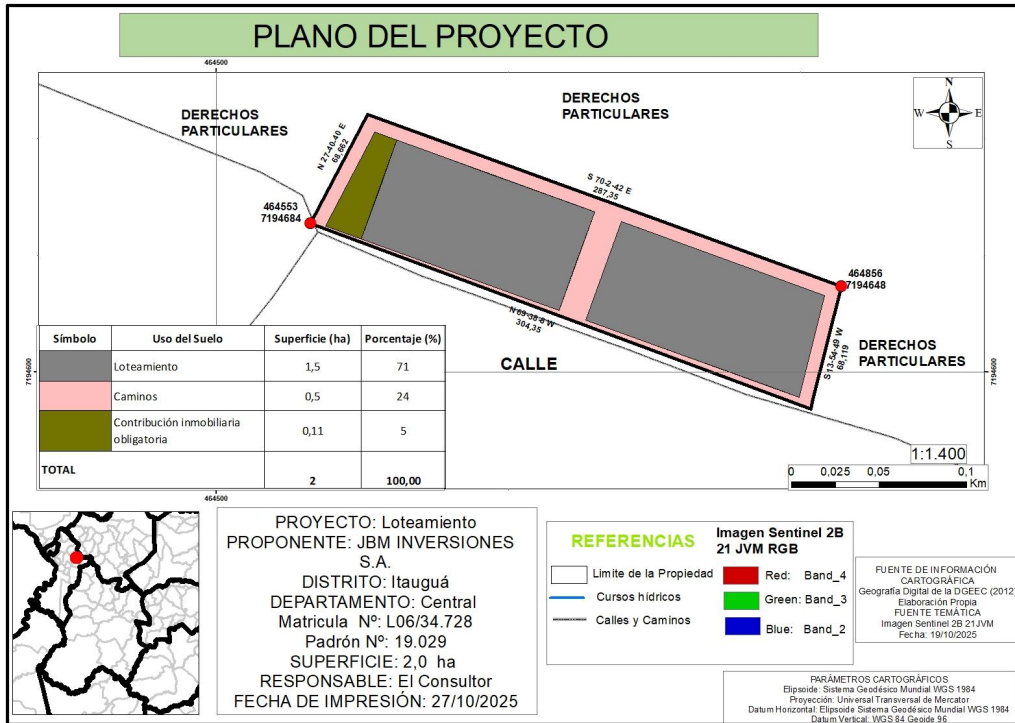 PLANO DEL PROYECTO
464500
DERECHOS
PARTICULARES
DERECHOS
PARTICULARES
N
W E
S
N 27-40-40 E
68,662
S 70-2-42 E
287,35
464553
7194684
464856
7194648
N 69-38-8 W
304,35
S 13-54-49 W
68,119
CALLE
DERECHOS
PARTICULARES
7194600
7194600
Símbolo Uso del Suelo Superficie (ha) Porcentaje (%)
Loteamiento 1,5 71
Caminos 0,5 24
Contribución inmobiliaria
obligatoria 0,11 5
TOTAL 2 100,00
1:1.400
0 0,025 0,05 0,1
Km
464500
PROYECTO: Loteamiento
PROPONENTE: JBM INVERSIONES
S.A.
DISTRITO: Itauguá
DEPARTAMENTO: Central
Matricula Nº: L06/34.728
Padrón Nº: 19.029
SUPERFICIE: 2,0 ha
RESPONSABLE: El Consultor
FECHA DE IMPRESIÓN: 27/10/2025
REFERENCIAS
Limite de la Propiedad
Cursos hídricos
Calles y Caminos
Imagen Sentinel 2B
21 JVM RGB
Red: Band_4
Green: Band_3
Blue: Band_2
FUENTE DE INFORMACIÓN
CARTOGRÁFICA
Geografía Digital de la DGEEC (2012)
Elaboración Propia
FUENTE TEMÁTICA
Imagen Sentinel 2B 21JVM
Fecha: 19/10/2025
PARÁMETROS CARTOGRÁFICOS
Elipsoide: Sistema Geodésico Mundial WGS 1984
Proyección: Universal Transversal de Mercator
Datum Horizontal: Elipsoide Sistema Geodésico Mundial WGS 1984
Datum Vertical: WGS 84 Geoide 96